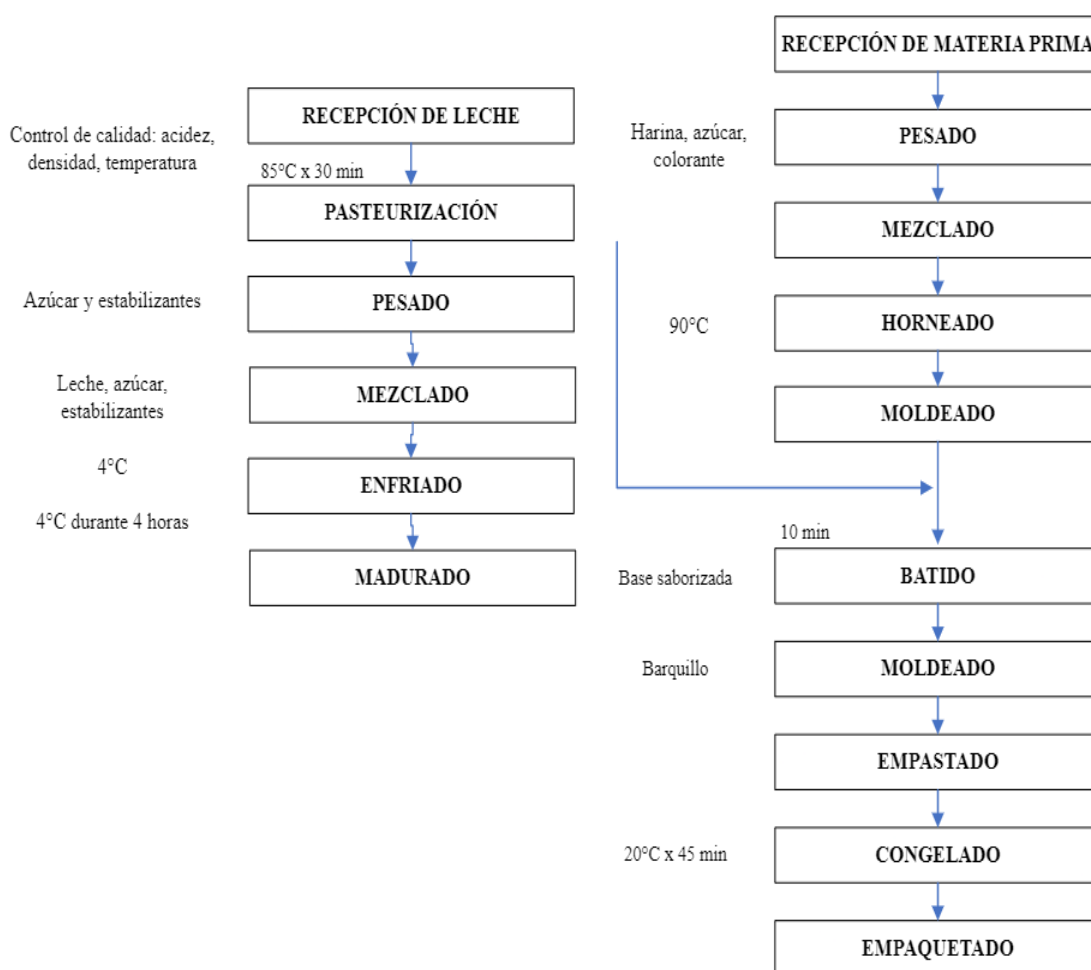 RECEPCIÓN DE LECHE
Control de calidad: acidez,
densidad, temperatura
85°C x 30 min
PASTEURIZACIÓN
PESADO
Azúcar y estabilizantes
MEZCLADO
Leche, azúcar,
estabilizantes
4°C
ENFRIADO
4°C durante 4 horas
MADURADO
RECEPCIÓN DE MATERIA PRIMA
Harina, azúcar,
colorante
PESADO
MEZCLADO
90°C
HORNEADO
MOLDEADO
10 min
Base saborizada
BATIDO
Barquillo
MOLDEADO
EMPASTADO
20°C x 45 min
CONGELADO
EMPAQUETADO